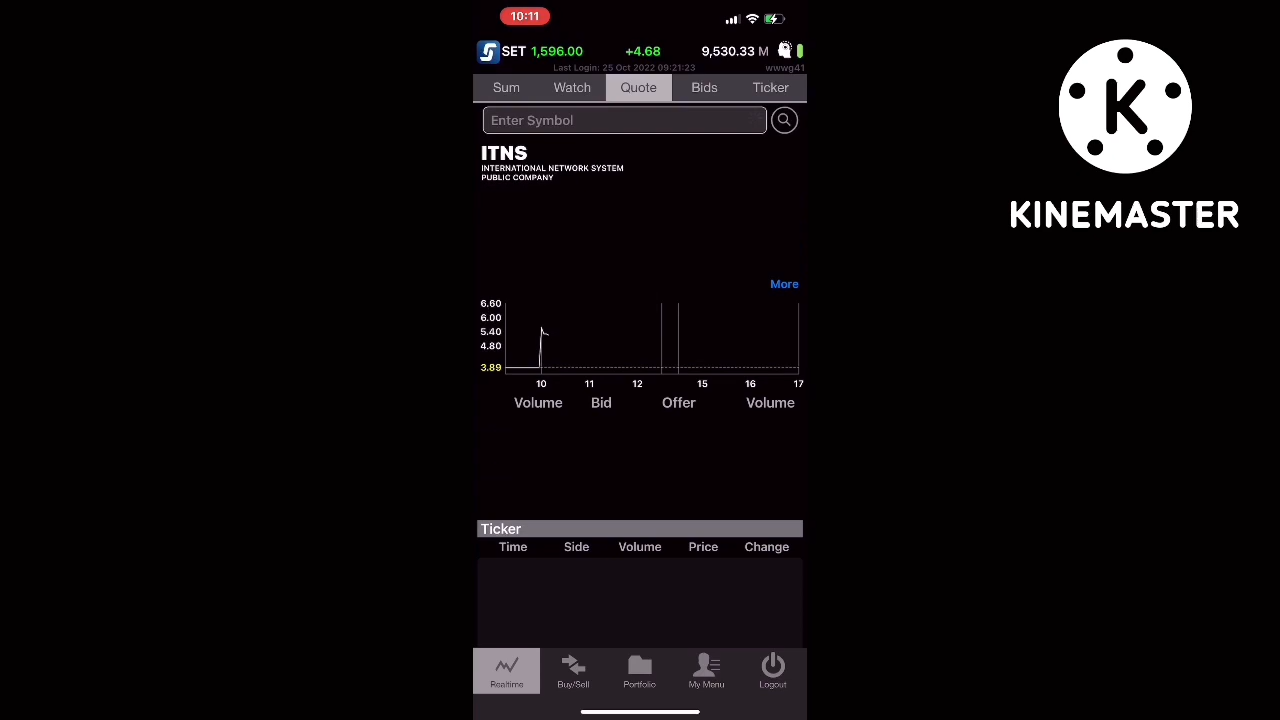 10:11
SET 1,596.00 +4.68 9,530.33 M
Last Login: 25 Oct 2022 09:21:23 wwwg41
Sum Watch Quote Bids Ticker
Enter Symbol
ITNS
INTERNATIONAL NETWORK SYSTEM
PUBLIC COMPANY
More
6.60
6.00
5.40
4.80
3.89
10 11 12 15 16 17
Volume Bid Offer Volume
Ticker
Time Side Volume Price Change
Realtime Buy/Sell Portfolio My Menu Logout
K
KINEMASTER